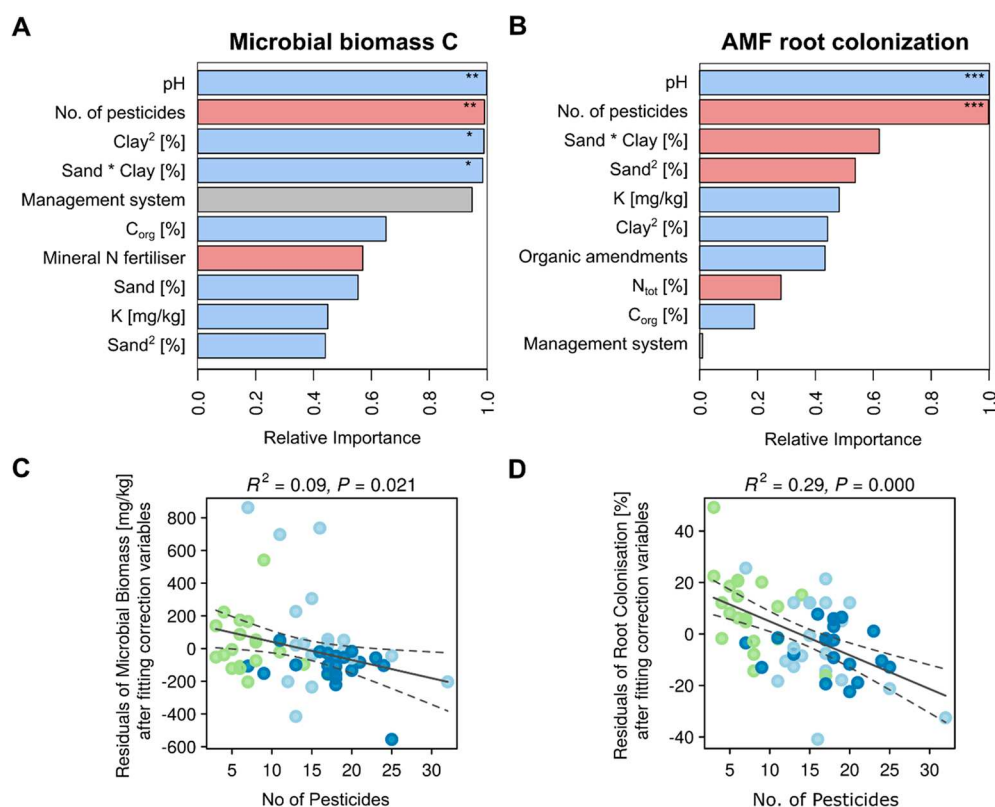 A
Microbial biomass C
pH
**
No. of pesticides
**
Clay² [%]
*
Sand * Clay [%]
*
Management system
C_org [%]
Mineral N fertiliser
Sand [%]
K [mg/kg]
Sand² [%]
0.0
0.2
0.4
0.6
0.8
1.0
Relative Importance
B
AMF root colonization
pH
***
No. of pesticides
***
Sand * Clay [%]
Sand² [%]
K [mg/kg]
Clay² [%]
Organic amendments
N_tot [%]
C_org [%]
Management system
0.0
0.2
0.4
0.6
0.8
1.0
Relative Importance
C
R² = 0.09, P = 0.021
Residuals of Microbial Biomass [mg/kg]
after fitting correction variables
800
600
400
200
0
-200
-400
-600
5 10 15 20 25 30
No of Pesticides
D
R² = 0.29, P = 0.000
Residuals of Root Colonisation [%]
after fitting correction variables
40
20
0
-20
-40
5 10 15 20 25 30
No. of Pesticides